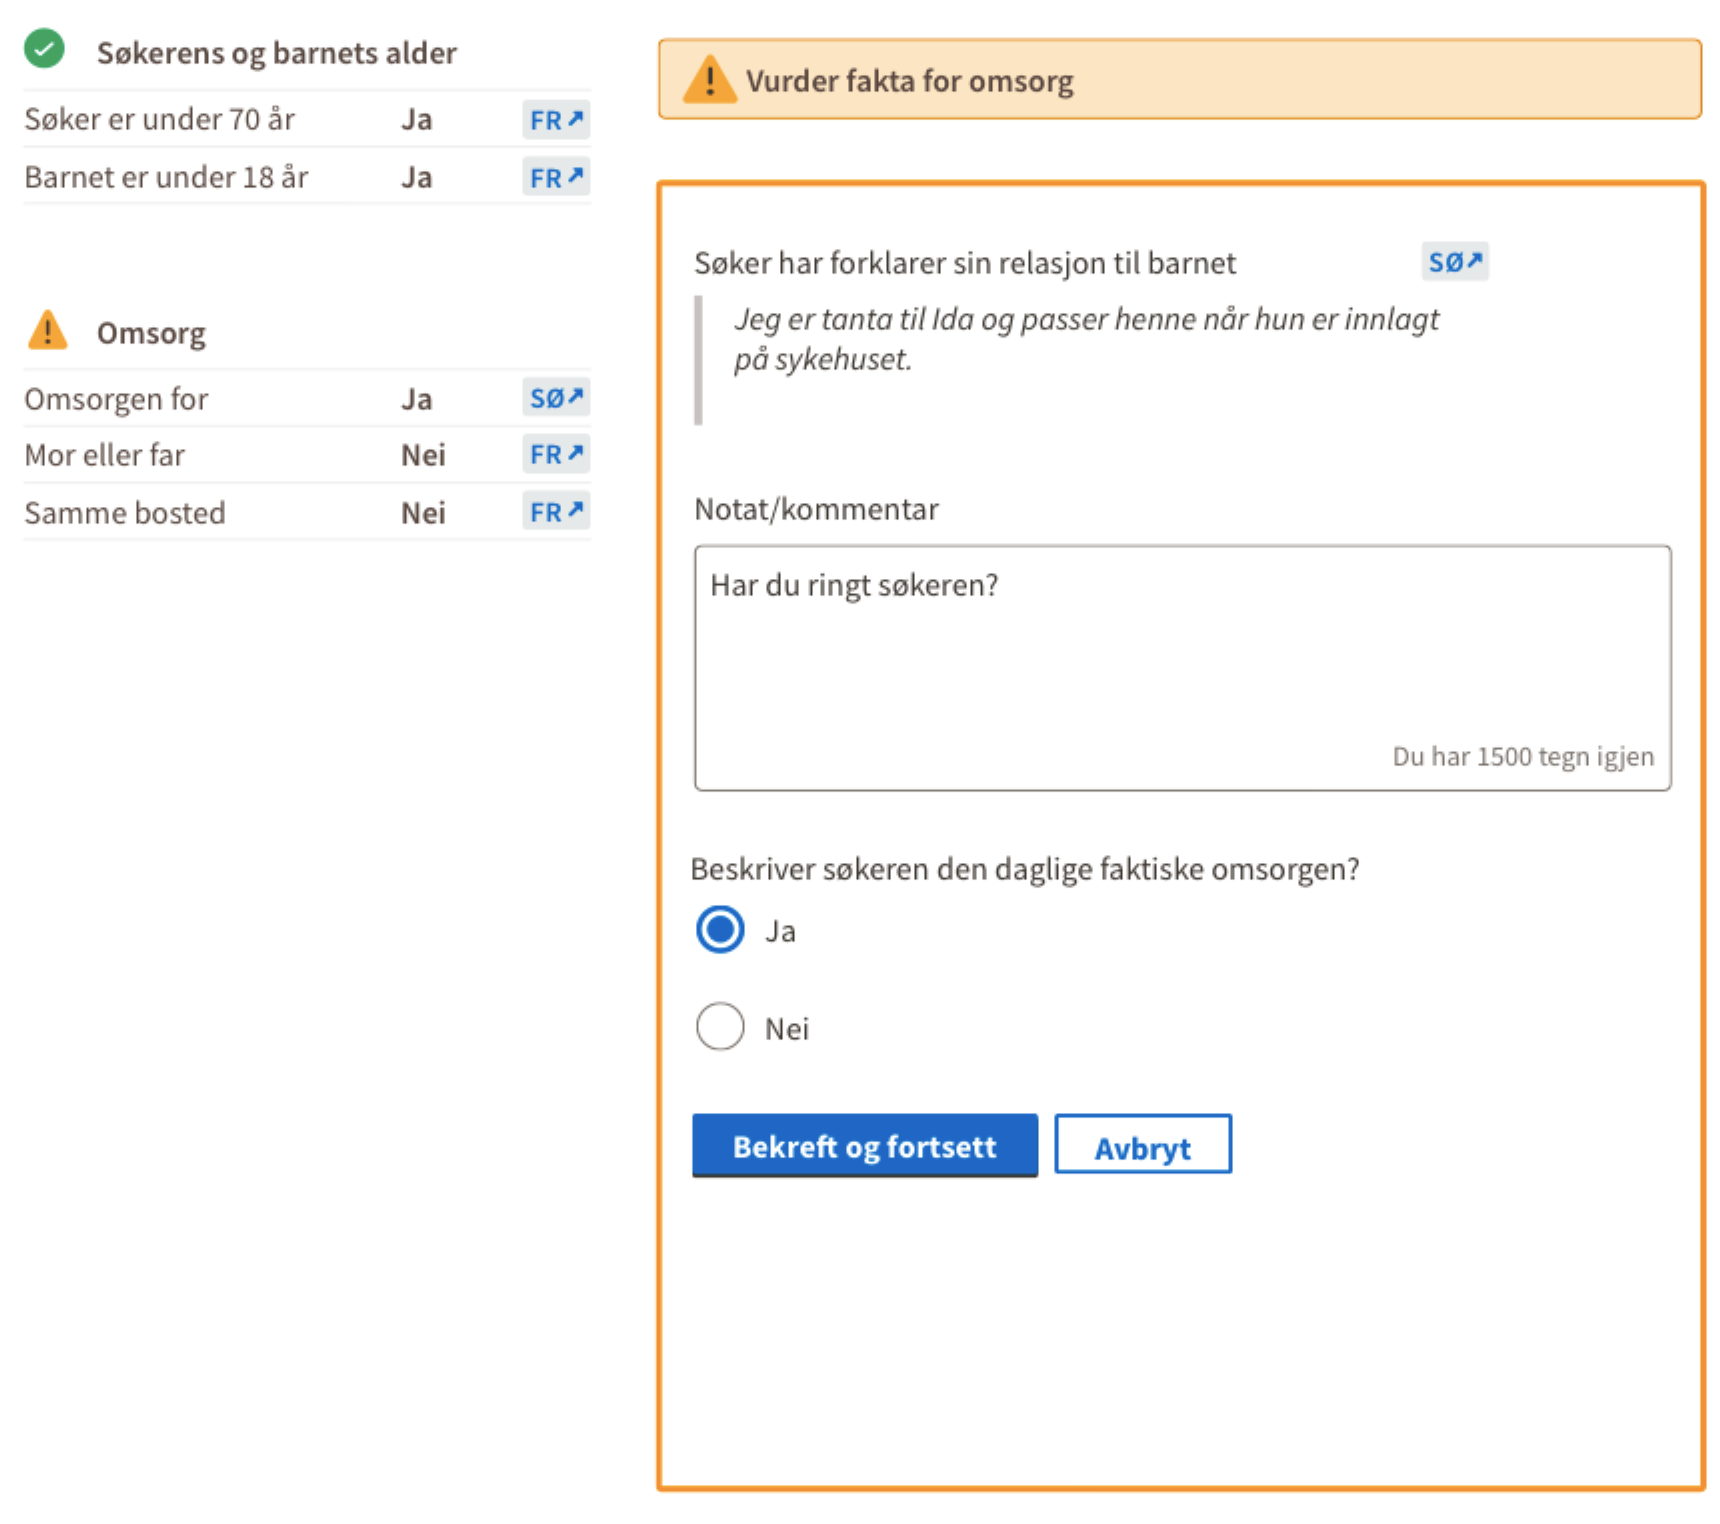 Søkerens og barnets alder
Søker er under 70 år Ja FR
Barnet er under 18 år Ja FR
Omsorg
Omsorgen for Ja SØ
Mor eller far Nei FR
Samme bosted Nei FR
Vurder fakta for omsorg
Søker har forklarer sin relasjon til barnet SØ
Jeg er tanta til Ida og passer henne når hun er innlagt
på sykehuset.
Notat/kommentar
Har du ringt søkeren?
Du har 1500 tegn igjen
Beskriver søkeren den daglige faktiske omsorgen?
Ja
Nei
Bekreft og fortsett Avbryt